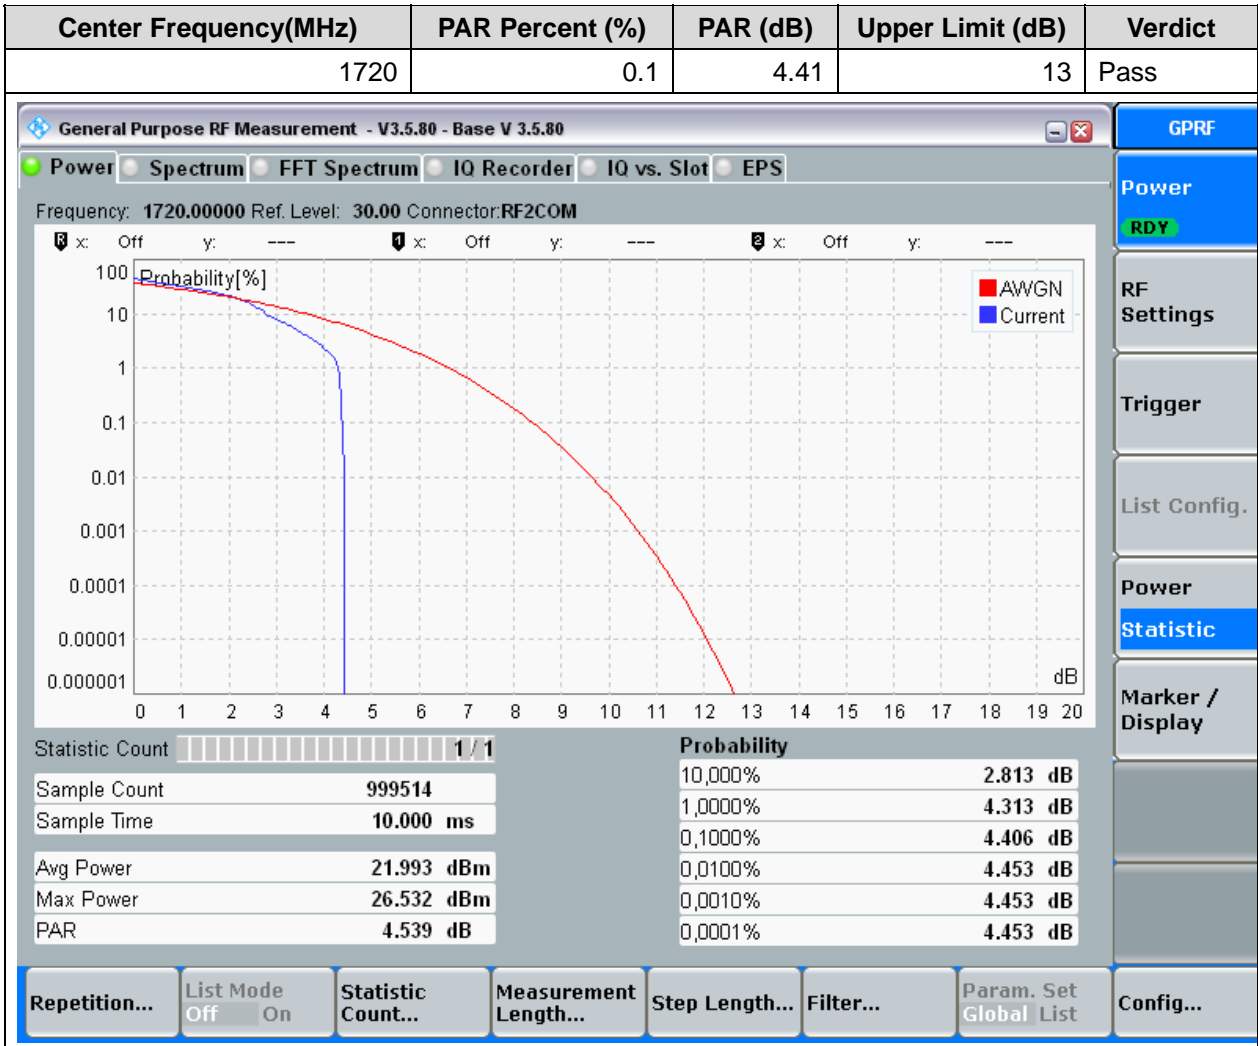 Center Frequency(MHz) PAR Percent (%) PAR (dB) Upper Limit (dB) Verdict
1720 0.1 4.41 13 Pass
General Purpose RF Measurement - V3.5.80 - Base V 3.5.80
GPRF
Power Spectrum FFT Spectrum IQ Recorder IQ vs. Slot EPS
Frequency: 1720.00000 Ref. Level: 30.00 Connector:RF2COM
R x: Off y: --- 1 x: Off y: --- 2 x: Off y: ---
Probability[%]
AWGN
Current
100
10
1
0.1
0.01
0.001
0.0001
0.00001
0.000001
dB
0 1 2 3 4 5 6 7 8 9 10 11 12 13 14 15 16 17 18 19 20
Statistic Count 1 / 1
Sample Count 999514
Sample Time 10.000 ms
Avg Power 21.993 dBm
Max Power 26.532 dBm
PAR 4.539 dB
Probability
10,000% 2.813 dB
1,0000% 4.313 dB
0,1000% 4.406 dB
0,0100% 4.453 dB
0,0010% 4.453 dB
0,0001% 4.453 dB
Power
RDY
RF
Settings
Trigger
List Config.
Power
Statistic
Marker /
Display
Repetition...
List Mode
Off On
Statistic
Count...
Measurement
Length...
Step Length...
Filter...
Param. Set
Global List
Config...